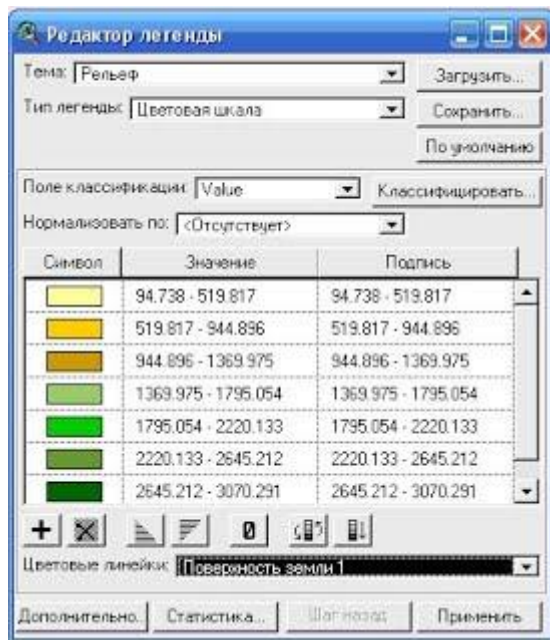 Редактор легенды
Тема: Рельеф
Загрузить...
Тип легенды: Цветовая шкала
Сохранить...
По умолчанию
Поле классификации: Value
Классифицировать...
Нормализовать по: <Отсутствует>
Символ Значение Подпись
94.738 - 519.817 94.738 - 519.817
519.817 - 944.896 519.817 - 944.896
944.896 - 1369.975 944.896 - 1369.975
1369.975 - 1795.054 1369.975 - 1795.054
1795.054 - 2220.133 1795.054 - 2220.133
2220.133 - 2645.212 2220.133 - 2645.212
2645.212 - 3070.291 2645.212 - 3070.291
0
Цветовые линейки: Поверхность земли 1
Дополнительно.. Статистика... Шаг назад Применить